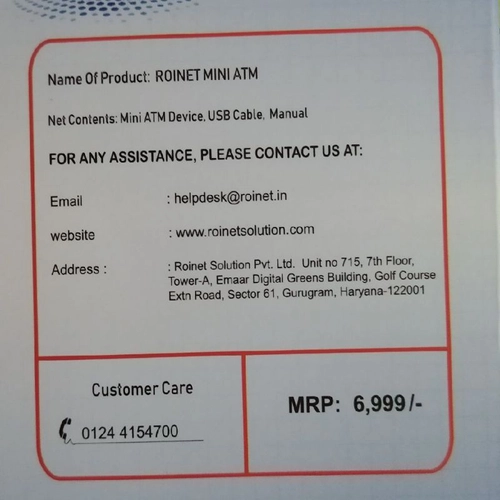 Name Of Product: ROINET MINI ATM
Net Contents: Mini ATM Device, USB Cable, Manual
FOR ANY ASSISTANCE, PLEASE CONTACT US AT:
Email : helpdesk@roinet.in
website : www.roinetsolution.com
Address : : Roinet Solution Pvt. Ltd. Unit no 715, 7th Floor,
Tower-A, Emaar Digital Greens Building, Golf Course
Extn Road, Sector 61, Gurugram, Haryana-122001
Customer Care
0124 4154700
MRP: 6,999/-